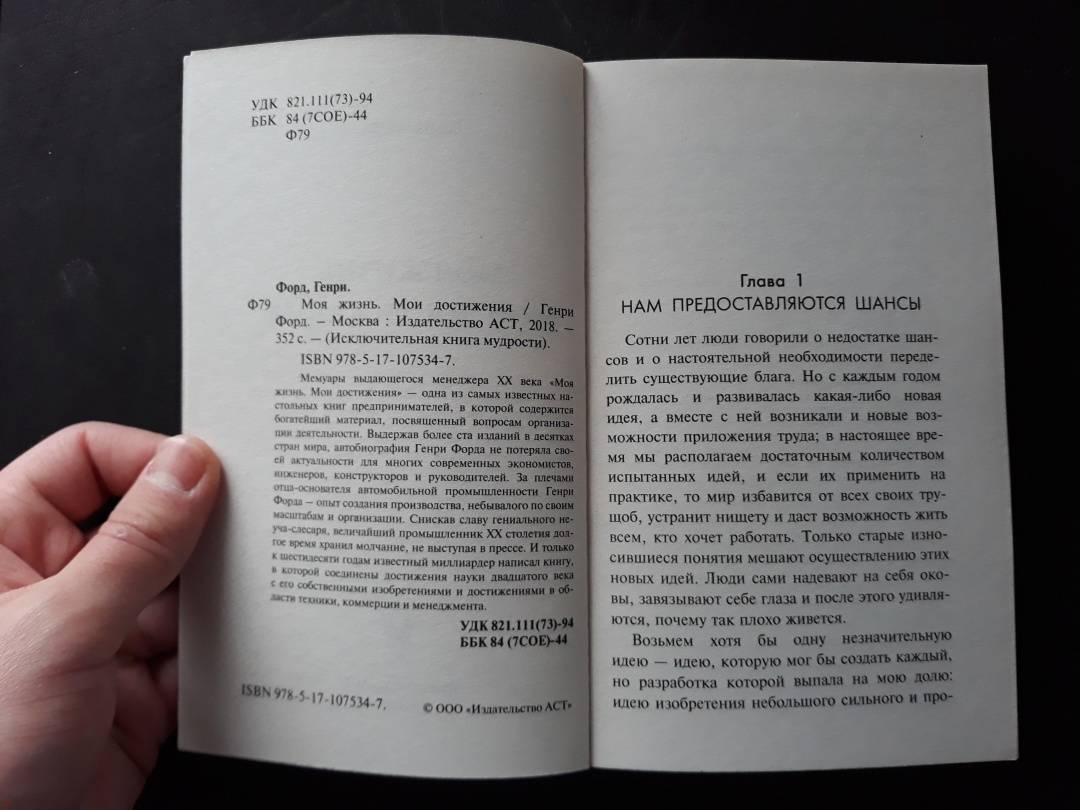 УДК 821.111(73)-94
ББК 84 (7СОЕ)-44
Ф79
Форд, Генри.
Ф79 Моя жизнь. Мои достижения / Генри
Форд. – Москва : Издательство АСТ, 2018. —
352 с. — (Исключительная книга мудрости).
ISBN 978-5-17-107534-7.
Мемуары выдающегося менеджера XX века «Моя
жизнь. Мои достижения» — одна из самых известных на-
стольных книг предпринимателей, в которой содержится
богатейший материал, посвященный вопросам организа-
ции деятельности. Выдержав более ста изданий в десятках
стран мира, автобиография Генри Форда не потеряла сво-
ей актуальности для многих современных экономистов,
инженеров, конструкторов и руководителей. За плечами
отца-основателя автомобильной промышленности Генри
Форда – опыт создания производства, небывалого по своим
масштабам и организации. Снискав славу гениального не-
уча-слесаря, величайший промышленник XX столетия дол-
гое время хранил молчание, не выступая в прессе. И только
к шестидесяти годам известный миллиардер написал книгу,
в которой соединены достижения науки двадцатого века
с его собственными изобретениями и достижениями в об-
ласти техники, коммерции и менеджмента.
УДК 821.111(73)-94
ББК 84 (7СОЕ)-44
ISBN 978-5-17-107534-7.
© ООО «Издательство АСТ»
Глава 1
НАМ ПРЕДОСТАВЛЯЮТСЯ ШАНСЫ
Сотни лет люди говорили о недостатке шан-
сов и о настоятельной необходимости переде-
лить существующие блага. Но с каждым годом
рождалась и развивалась какая-либо новая
идея, а вместе с ней возникали и новые воз-
можности приложения труда; в настоящее вре-
мя мы располагаем достаточным количеством
испытанных идей, и если их применить на
практике, то мир избавится от всех своих тру-
щоб, устранит нищету и даст возможность жить
всем, кто хочет работать. Только старые изно-
сившиеся понятия мешают осуществлению этих
новых идей. Люди сами надевают на себя око-
вы, завязывают себе глаза и после этого удивля-
ются, почему так плохо живется.
Возьмем хотя бы одну незначительную
идею — идею, которую мог бы создать каждый,
но разработка которой выпала на мою долю:
идею изобретения небольшого сильного и про-